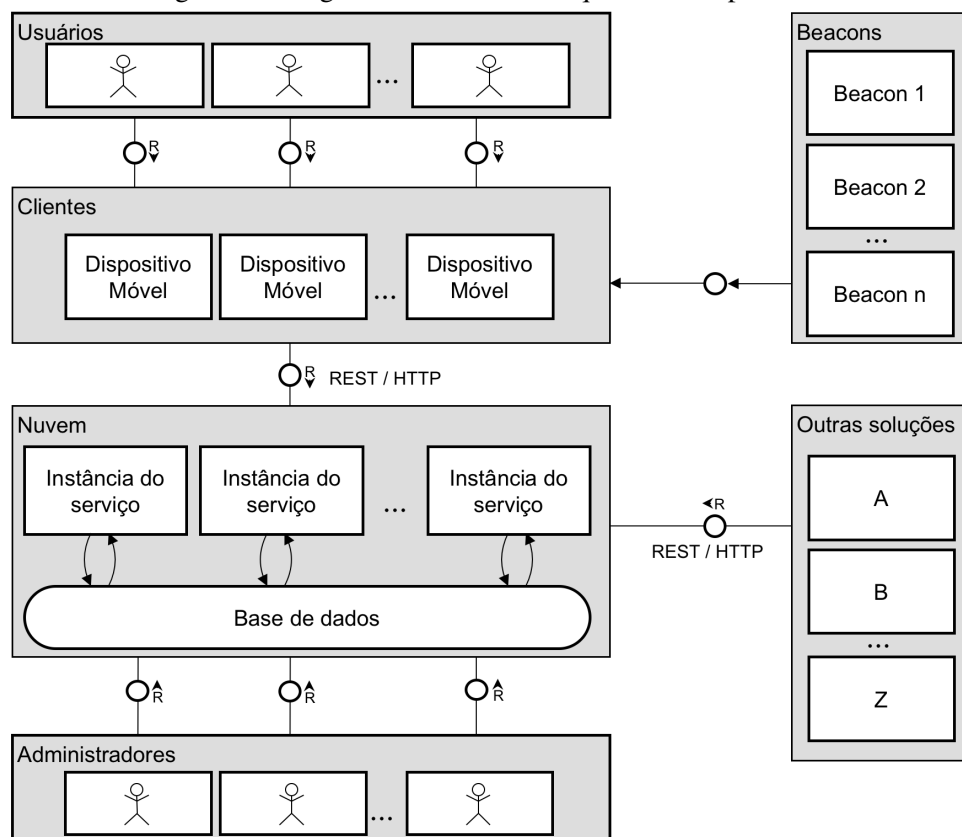 Usuários
...
R
R
R
Clientes
Dispositivo
Móvel
Dispositivo
Móvel
...
Dispositivo
Móvel
Beacons
Beacon 1
Beacon 2
...
Beacon n
R
REST / HTTP
Nuvem
Instância do
serviço
Instância do
serviço
...
Instância do
serviço
Base de dados
R
REST / HTTP
Outras soluções
A
B
...
Z
R
R
R
Administradores
...